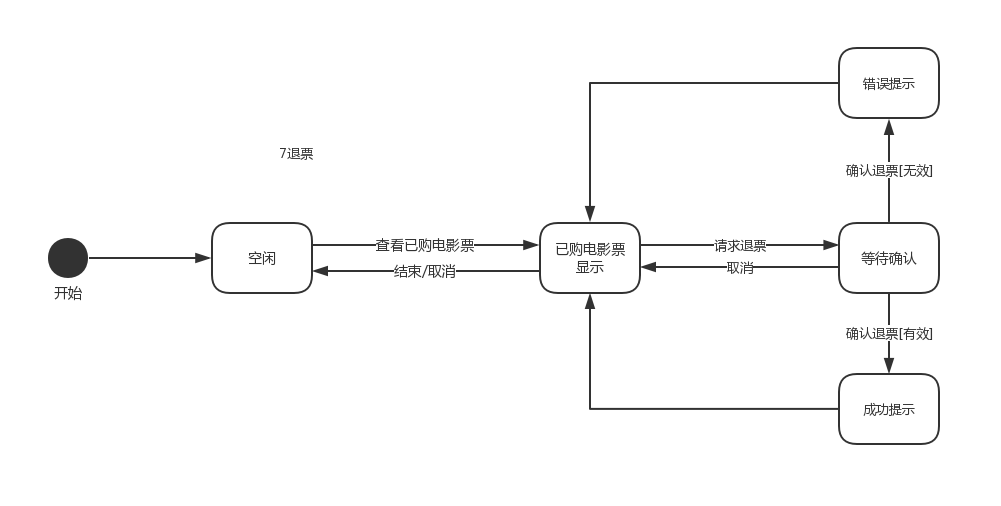 错误提示
7退票
确认退票[无效]
查看已购电影票
请求退票
已购电影票
显示
空闲
等待确认
结束/取消
取消
开始
确认退票[有效]
成功提示